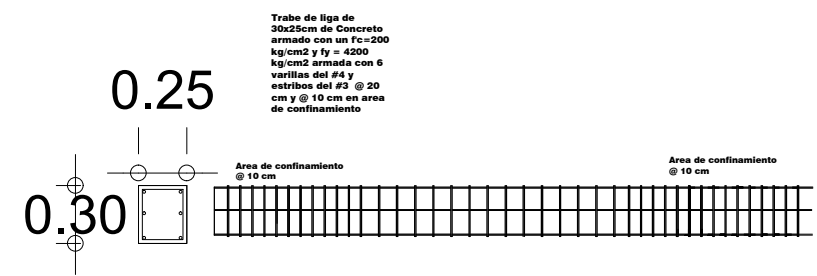 Trabe de liga de
30x25cm de Concreto
armado con un f'c=200
kg/cm2 y fy = 4200
kg/cm2 armada con 6
varillas del #4 y
estribos del #3 @ 20
cm y @ 10 cm en area
de confinamiento
0.25
Area de confinamiento
@ 10 cm
Area de confinamiento
@ 10 cm
0.30